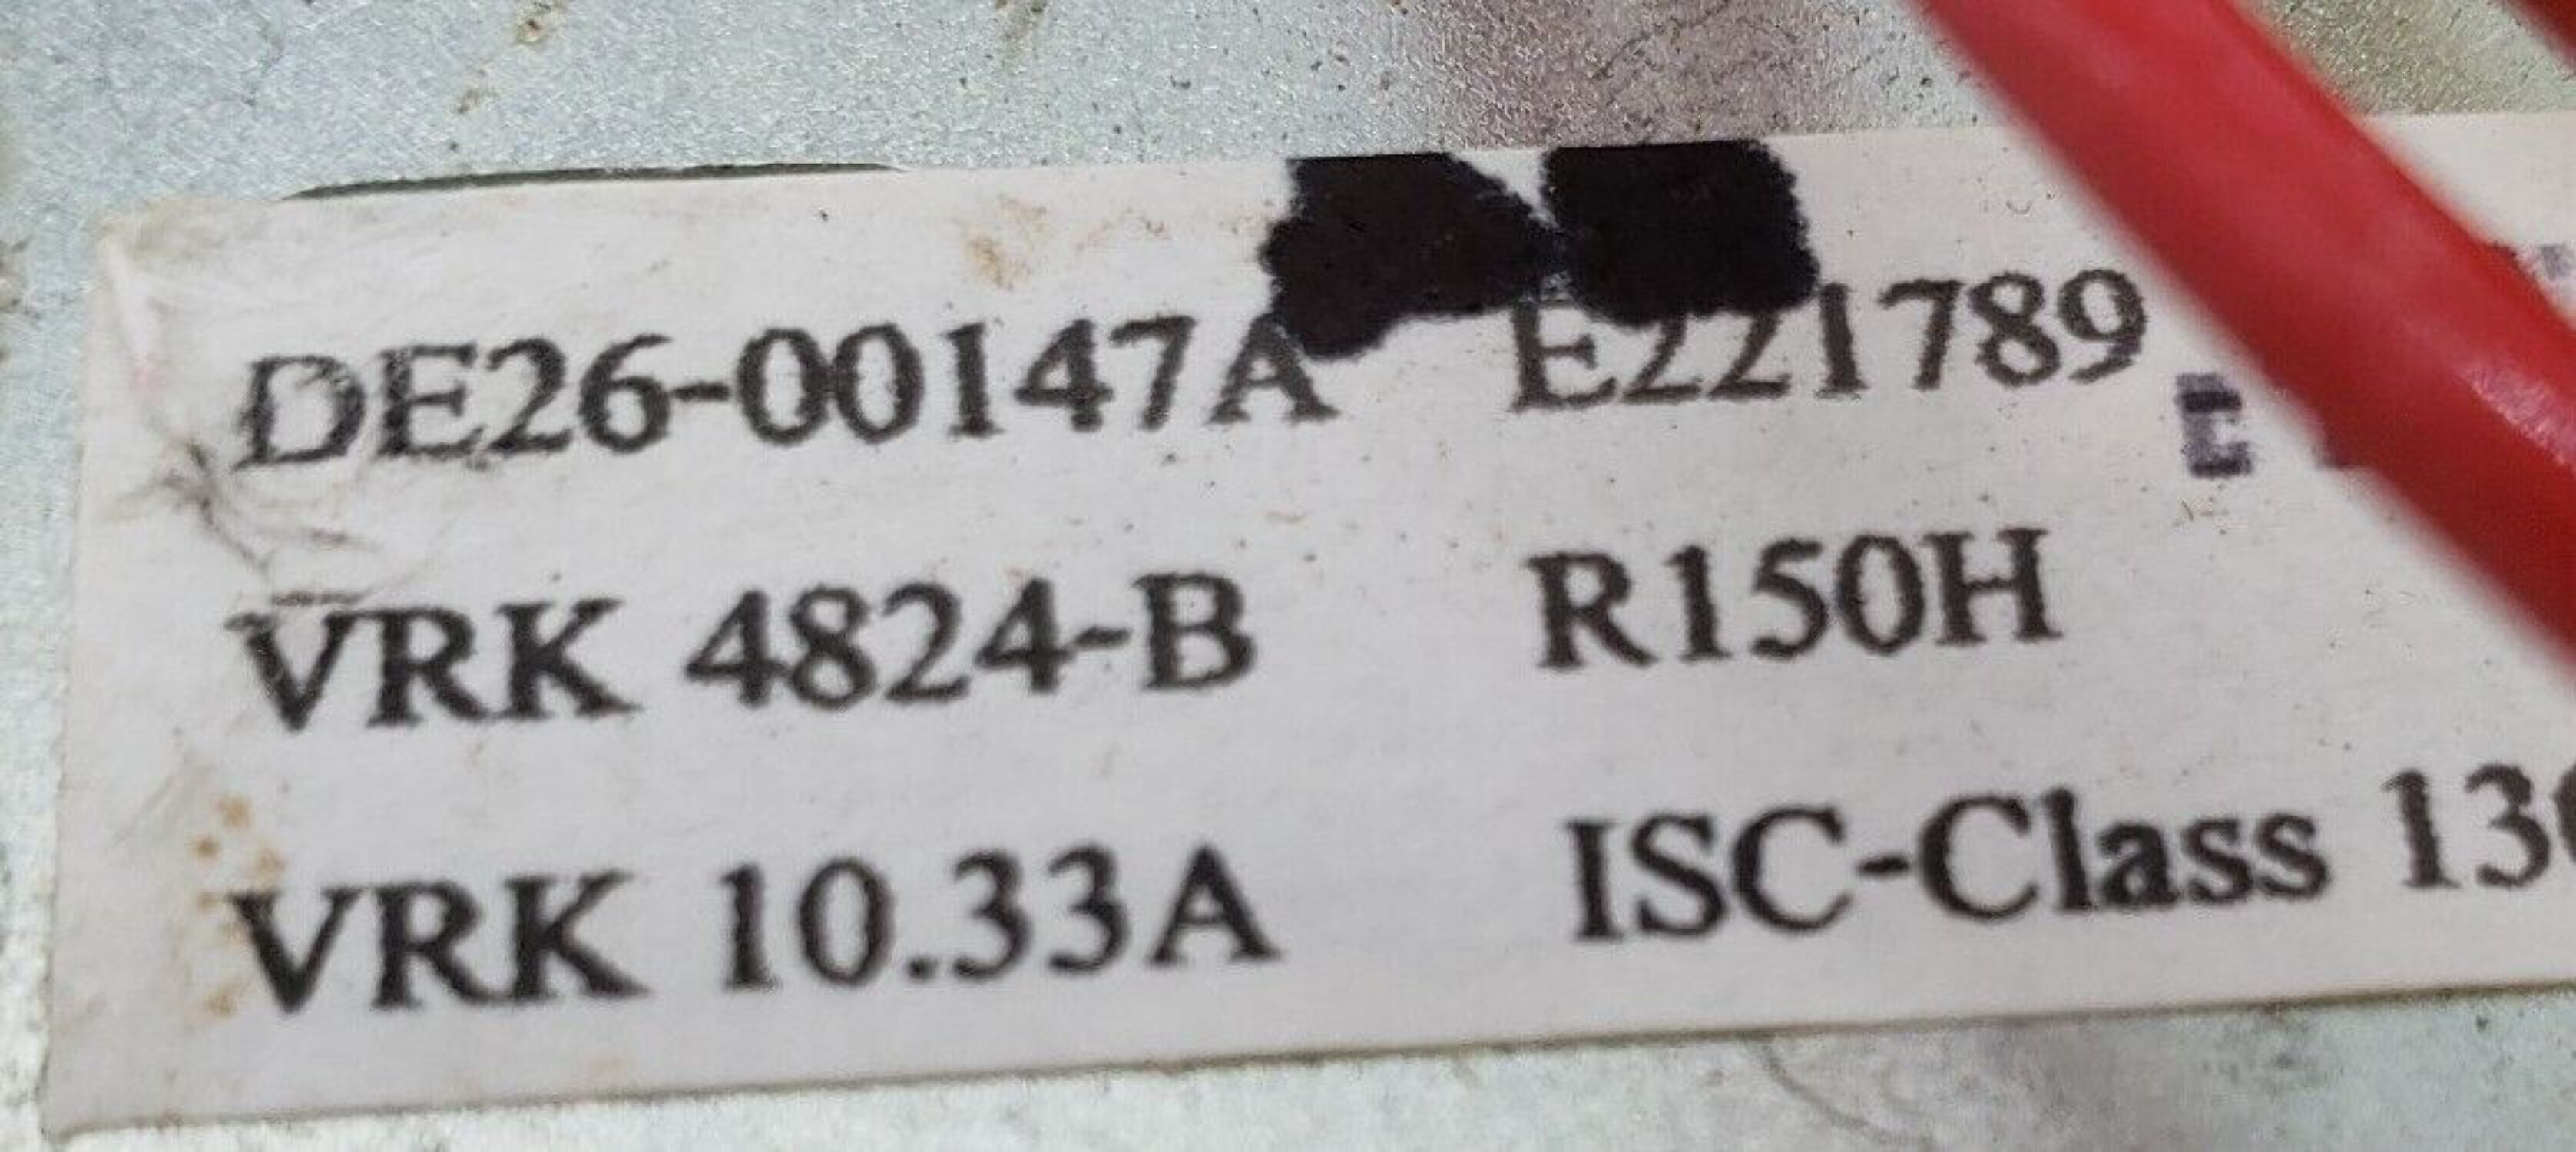 DE26-00147A E221789
VRK 4824-B R150H
VRK 10.33A ISC-Class